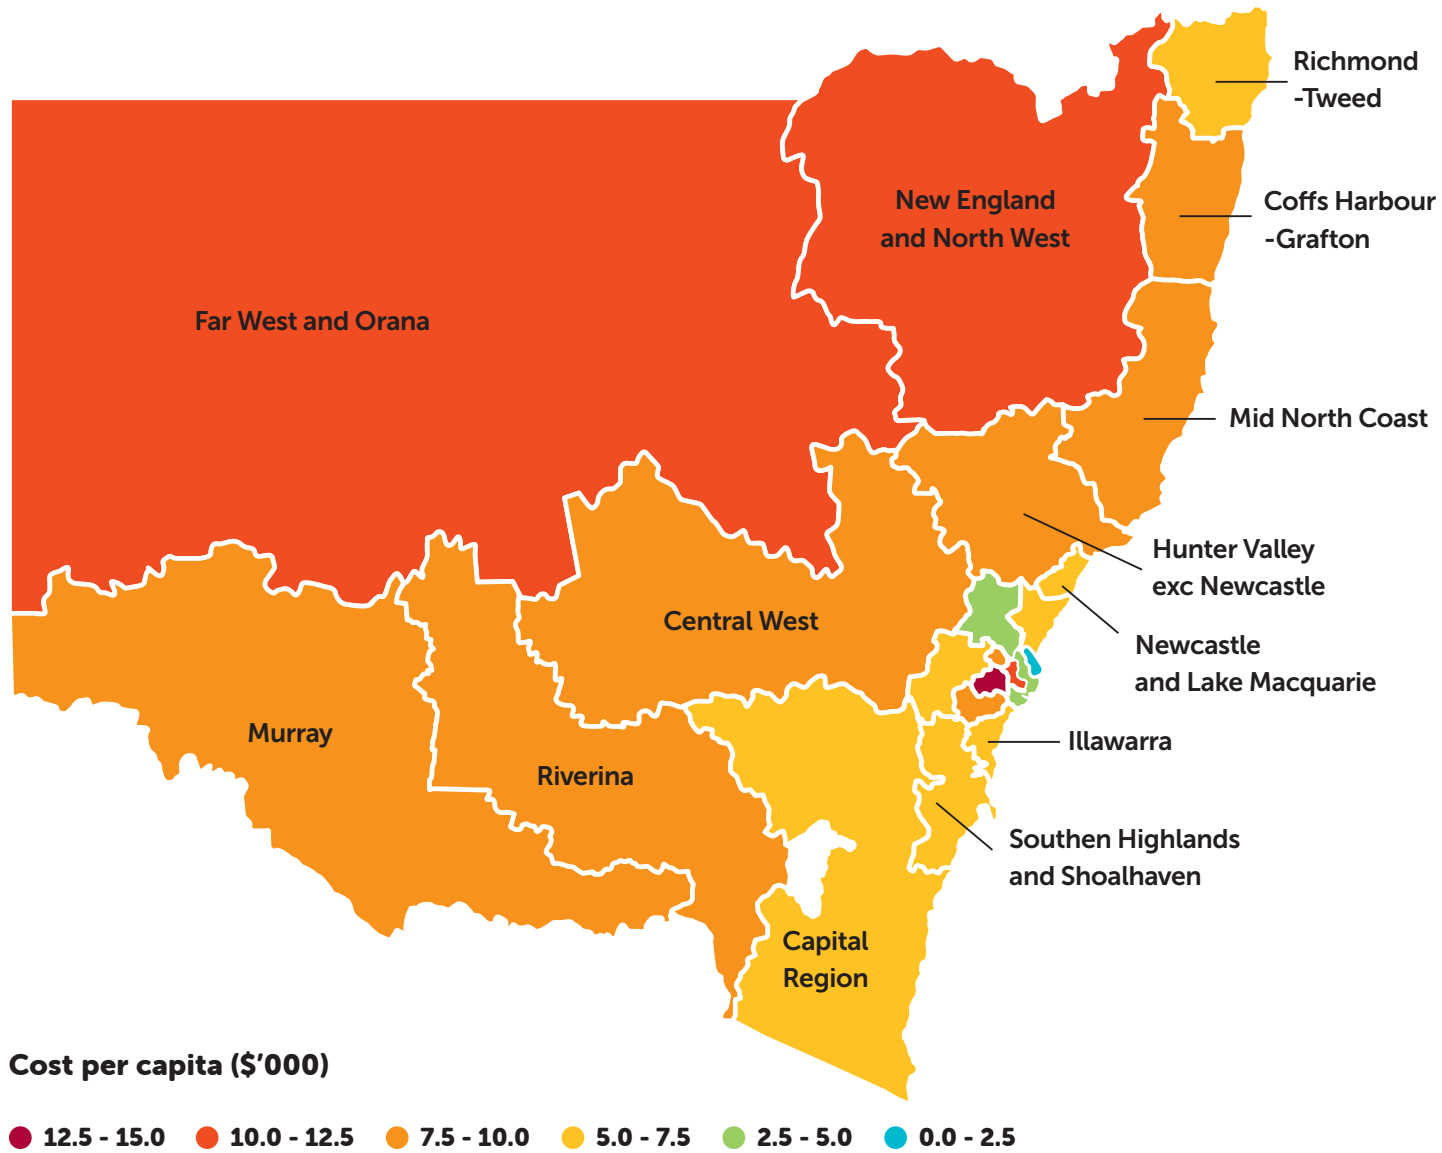 Richmond
-Tweed
New England
and North West
Coffs Harbour
-Grafton
Far West and Orana
Mid North Coast
Hunter Valley
exc Newcastle
Central West
Newcastle
and Lake Macquarie
Murray
Illawarra
Riverina
Southen Highlands
and Shoalhaven
Capital
Region
Cost per capita ($'000)
12.5 - 15.0
10.0 - 12.5
7.5 - 10.0
5.0 - 7.5
2.5 - 5.0
0.0 - 2.5